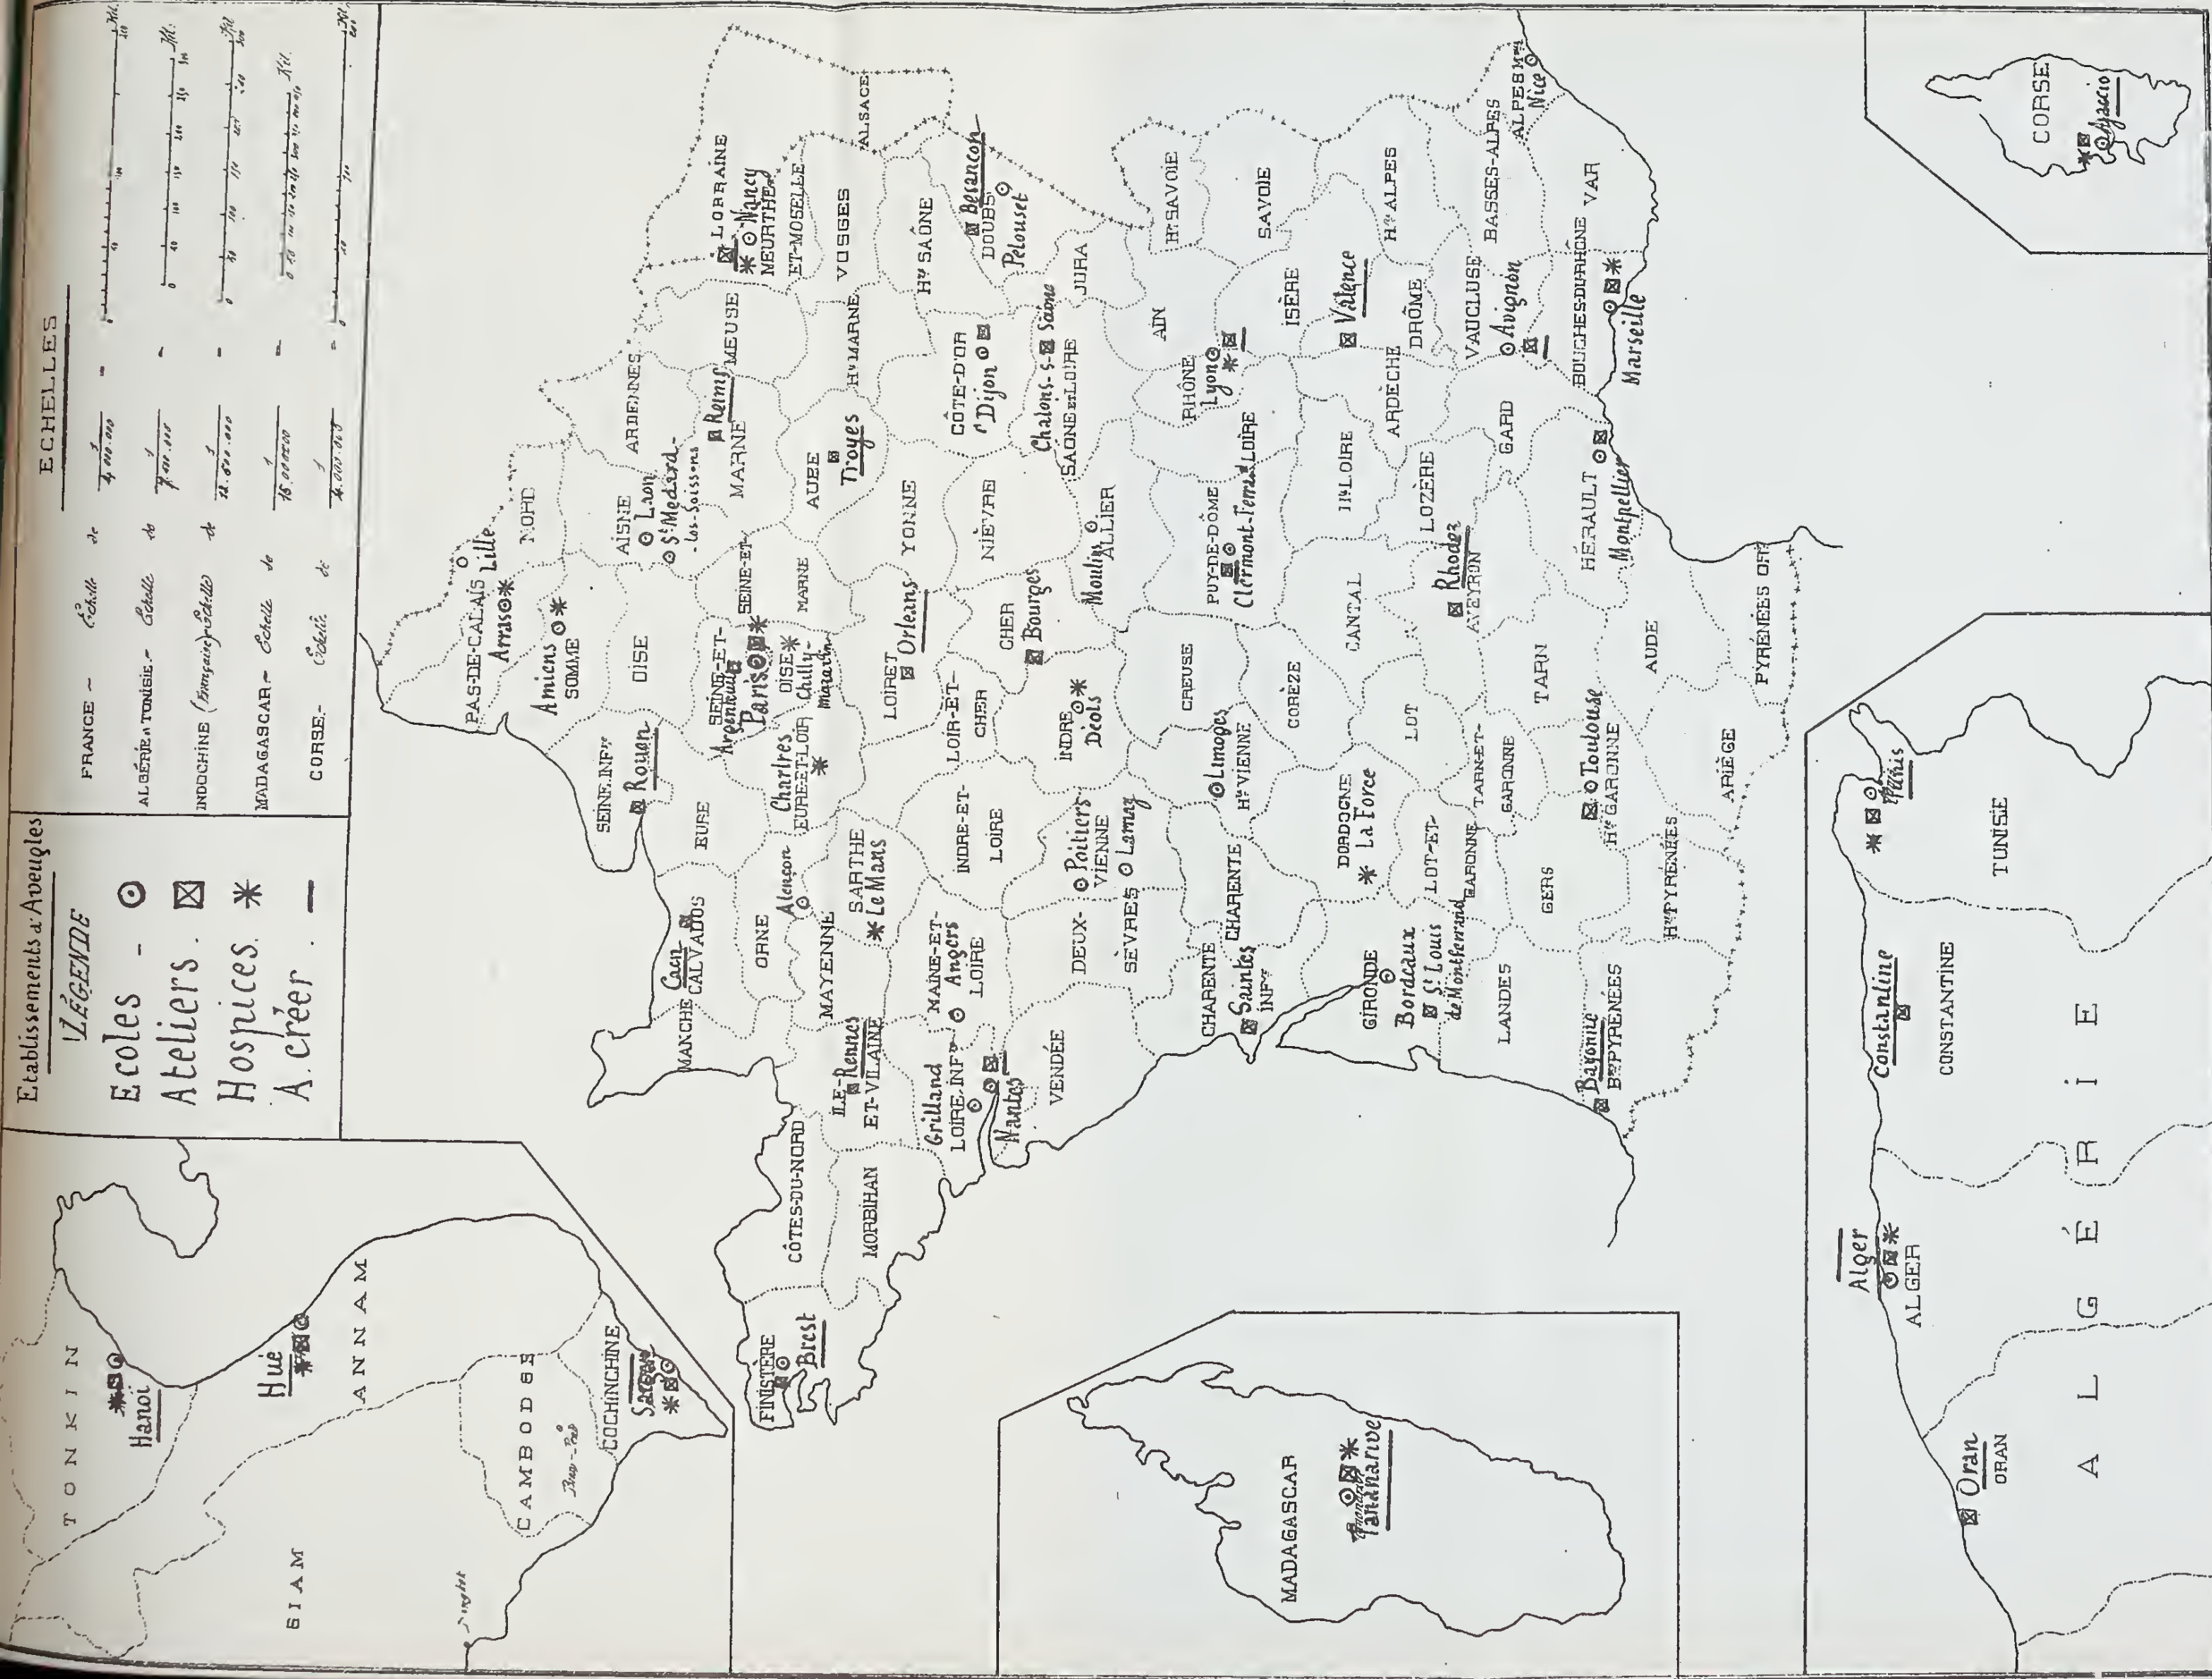 Etablissements d'Aveugles
LÉGENDE
Ecoles -
Ateliers.
Hospices.
A. créer.
ECHELLES
FRANCE - Echelle de
ALGÉRIE et TUNISIE.- Echelle de
INDOCHINE (française) Echelle de
MADAGASCAR.- Echelle de
CORSE.- Echelle de
TONKIN
Hanoï
Hué
ANNAM
SIAM
CAMBODGE
COCHINCHINE
Saïgon
PAS-DE-CALAIS
Lille
NORD
Arras
Amiens
SOMME
SEINE.INFRE
Rouen
OISE
AISNE
Laon
St Médard-
-les-Soissons
ARDENNES
MANCHE
Caen
CALVADOS
EURE
SEINE-ET-
OISE
Argenteuil
Paris
Chilly-
Mazarin
SEINE-ET-
MARNE
MARNE
Reims
MEUSE
LORRAINE
Nancy
MEURTHE
ET-MOSELLE
ALSACE
FINISTÈRE
Brest
CÔTES-DU-NORD
MORBIHAN
ILE-
ET-VILAINE
Rennes
MAYENNE
ORNE
Alençon
SARTHE
Le Mans
Chartres
EURE-ET-LOIR
LOIRET
Orleans
AUBE
Troyes
YONNE
Hte MARNE
VOSGES
Hte SAÔNE
Grilland
LOIRE.INFRE
Nantes
MAINE-ET-
LOIRE
Angers
INDRE-ET-
LOIRE
LOIR-ET-
CHER
CHER
Bourges
NIÈVRE
CÔTE-D'OR
Dijon
Besançon
DOUBS
Pelouset
JURA
VENDÉE
DEUX-
SÈVRES
Poitiers
VIENNE
Larnay
INDRE
Déols
Moulins
ALLIER
Chalons-s-Saône
SAÔNE ET LOIRE
AIN
Hte SAVOIE
CHARENTE
INFRE
Saintes
CHARENTE
Limoges
Hte VIENNE
CREUSE
PUY-DE-DÔME
Clermont-Ferrand
LOIRE
RHÔNE
Lyon
ISÈRE
SAVOIE
GIRONDE
Bordeaux
St Louis
de Montferrand
DORDOGNE
La Force
CORÈZE
CANTAL
Hte LOIRE
ARDÈCHE
DRÔME
Valence
Htes ALPES
LANDES
LOT-ET-
GARONNE
LOT
TARN-ET-
GARONNE
Rhodez
AVEYRON
LOZÈRE
GARD
VAUCLUSE
Avignon
BASSES-ALPES
ALPES Mmes
Nice
Bayonne
Bses PYRÉNÉES
GERS
Htes PYRÉNÉES
Toulouse
Hte GARONNE
TARN
HÉRAULT
Montpellier
BOUCHES-DU-RHÔNE
Marseille
VAR
ARIÈGE
AUDE
PYRÉNÉES ORles
CORSE
Ajaccio
MADAGASCAR
Tananarive
Oran
ORAN
Alger
ALGER
Constantine
CONSTANTINE
Tunis
TUNISE
ALGÉRIE